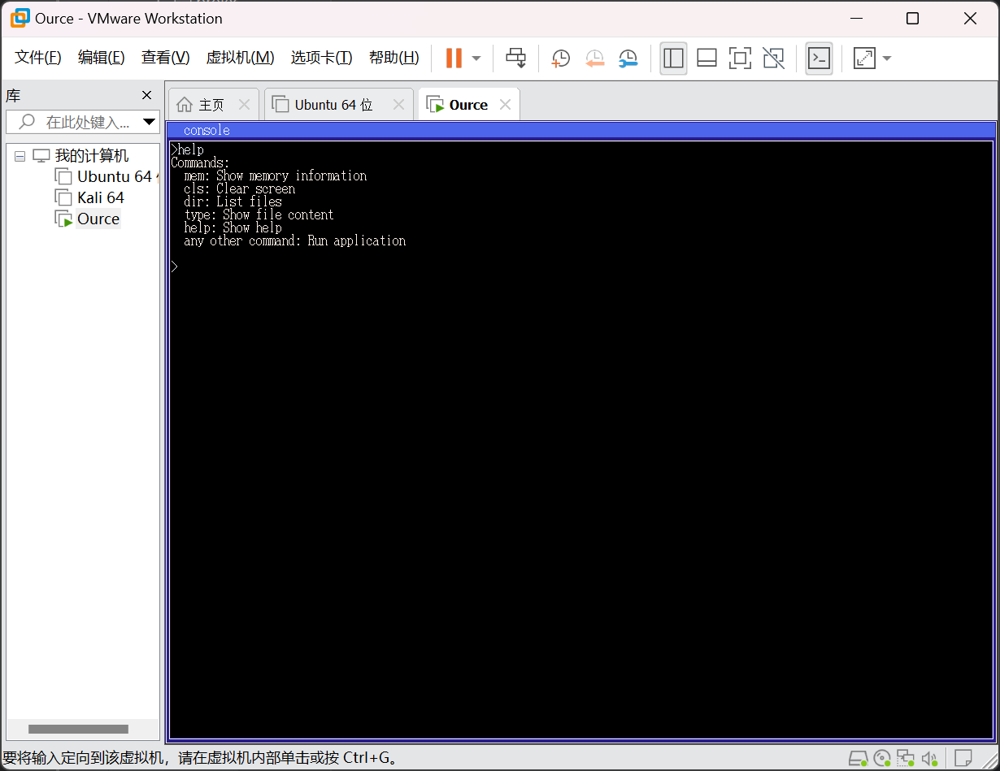 Ource - VMware Workstation
文件(F) 编辑(E) 查看(V) 虚拟机(M) 选项卡(T) 帮助(H)
库
主页 Ubuntu 64 位 Ource
在此处键入...
console
我的计算机
Ubuntu 64
Kali 64
Ource
>help
Commands:
mem: Show memory information
cls: Clear screen
dir: List files
type: Show file content
help: Show help
any other command: Run application
>
要将输入定向到该虚拟机，请在虚拟机内部单击或按 Ctrl+G。